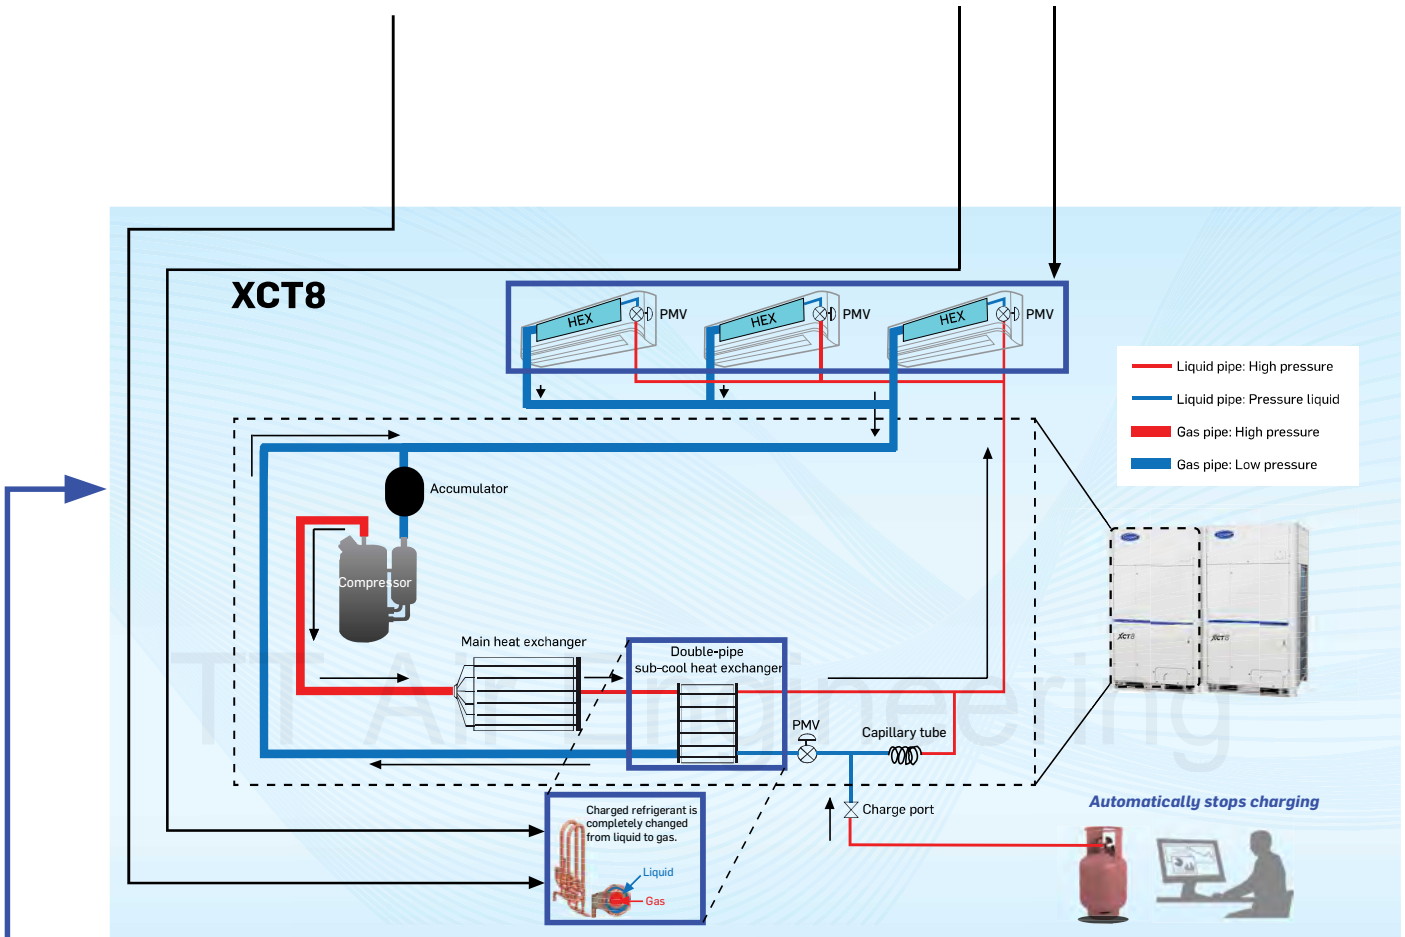 XCT8
HEX
PMV
HEX
PMV
HEX
PMV
Liquid pipe: High pressure
Liquid pipe: Pressure liquid
Gas pipe: High pressure
Gas pipe: Low pressure
Accumulator
Compressor
Main heat exchanger
Double-pipe
sub-cool heat exchanger
XCT8
XCT8
TT Air Engineering
PMV
Capillary tube
Charge port
Automatically stops charging
Charged refrigerant is
completely changed
from liquid to gas.
Liquid
Gas